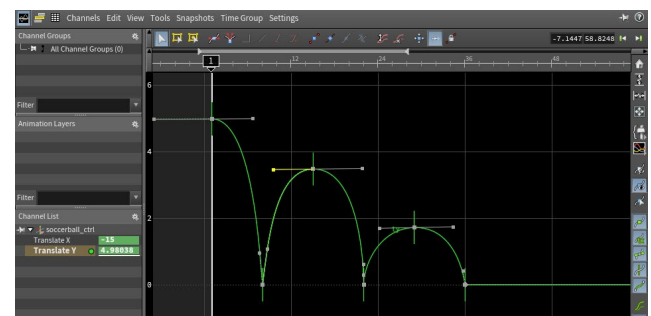 Channels Edit View Tools Snapshots Time Group Settings
Channel Groups
All Channel Groups (0)
Filter
Animation Layers
Filter
Channel List
soccerball_ctrl
Translate X -15
Translate Y 4.98038
-7.1447 58.8248
1 12 24 36 48
6
4
2
0